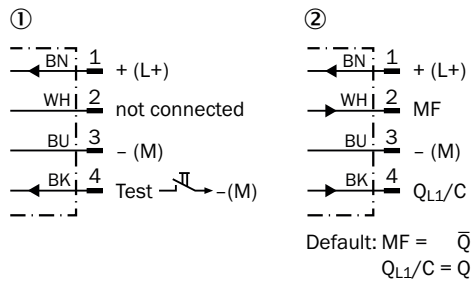 ①
BN 1 + (L+)
WH 2 not connected
BU 3 – (M)
BK 4 Test –(M)
②
BN 1 + (L+)
WH 2 MF
BU 3 – (M)
BK 4 QL1/C
Default: MF = Q̅
QL1/C = Q